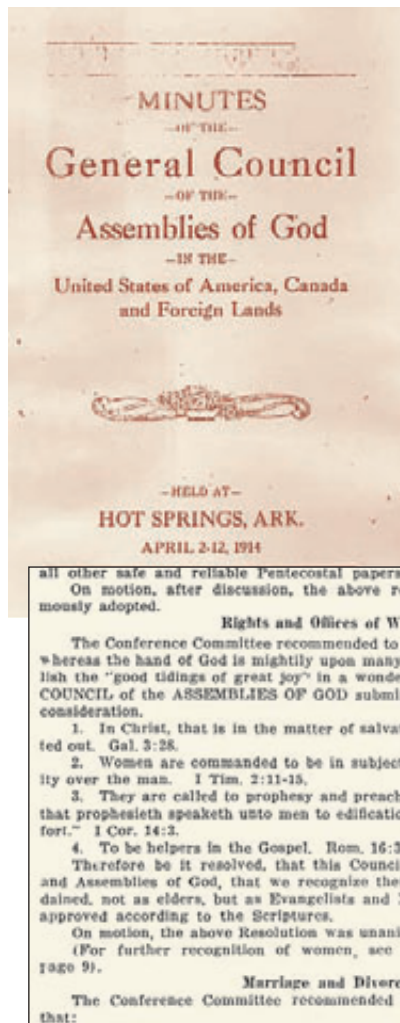 MINUTES
—OF THE—
General Council
—OF THE—
Assemblies of God
—IN THE—
United States of America, Canada
and Foreign Lands
—HELD AT—
HOT SPRINGS, ARK.
APRIL 2-12, 1914
all other safe and reliable Pentecostal papers
On motion, after discussion, the above
mously adopted.
Rights and Offices of W
The Conference Committee recommended to
whereas the hand of God is mightily upon many
lish the "good tidings of great joy" in a wonde
COUNCIL of the ASSEMBLIES OF GOD submi
consideration.
1. In Christ, that is in the matter of salvat
ted out. Gal. 3:28.
2. Women are commanded to be in subject
ity over the man. I Tim. 2:11-15.
3. They are called to prophesy and preach
that prophesieth speaketh unto men to edificatio
fort." I Cor. 14:3.
4. To be helpers in the Gospel. Rom. 16:3
Therefore be it resolved, that this Counci
and Assemblies of God, that we recognize the
dained, not as elders, but as Evangelists and
approved according to the Scriptures.
On motion, the above Resolution was unani
(For further recognition of women, see
page 9).
Marriage and Divorc
The Conference Committee recommended
that: